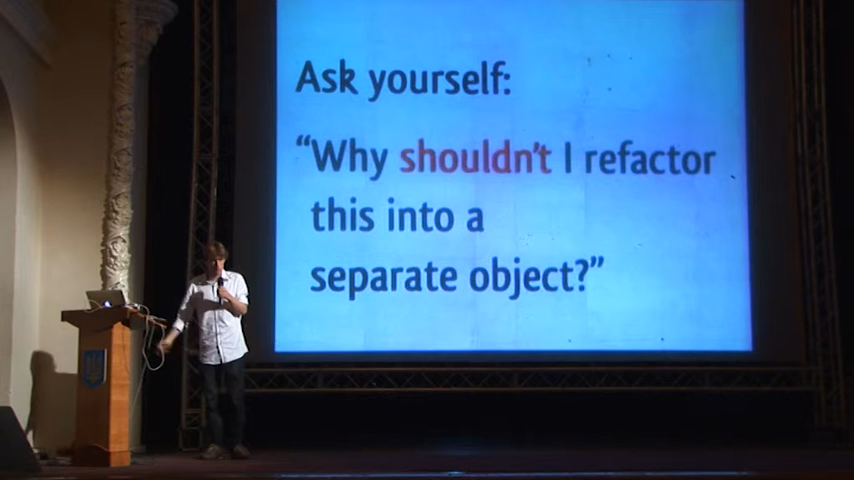 Ask yourself:
“Why shouldn't I refactor
this into a
separate object?”